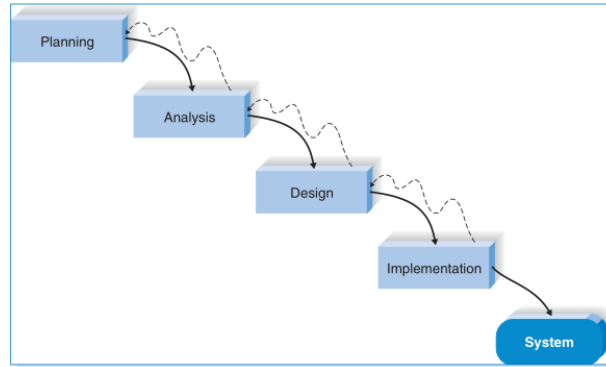 Planning
Analysis
Design
Implementation
System